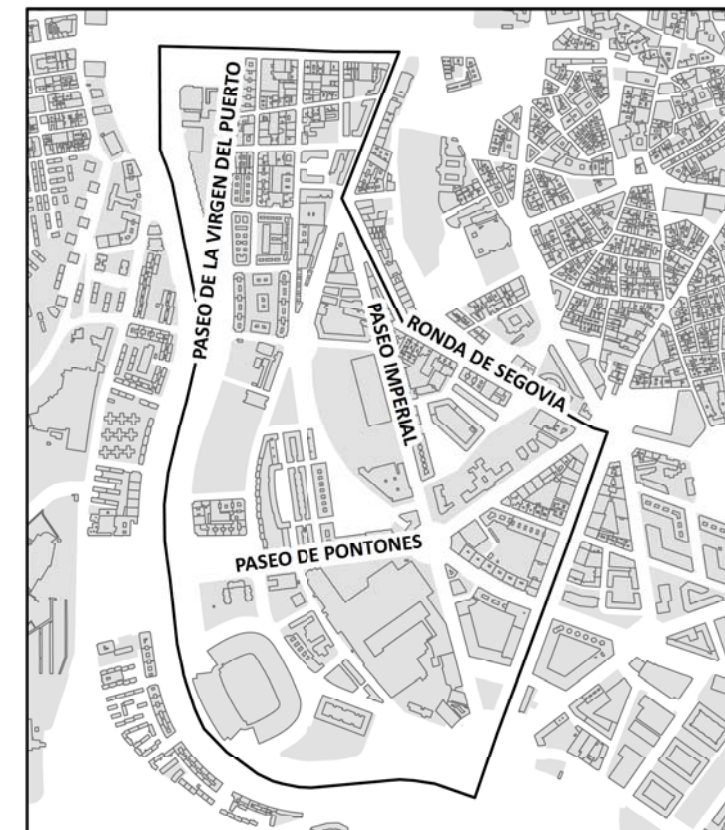 PASEO DE LA VIRGEN DEL PUERTO
PASEO IMPERIAL
RONDA DE SEGOVIA
PASEO DE PONTONES